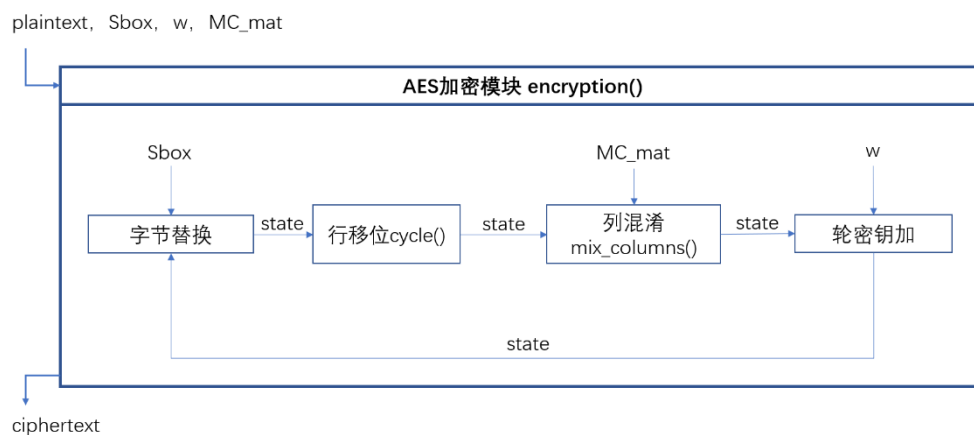 plaintext，Sbox，w，MC_mat
AES加密模块 encryption()
Sbox
MC_mat
w
字节替换
state
行移位cycle()
state
列混淆
mix_columns()
state
轮密钥加
state
ciphertext